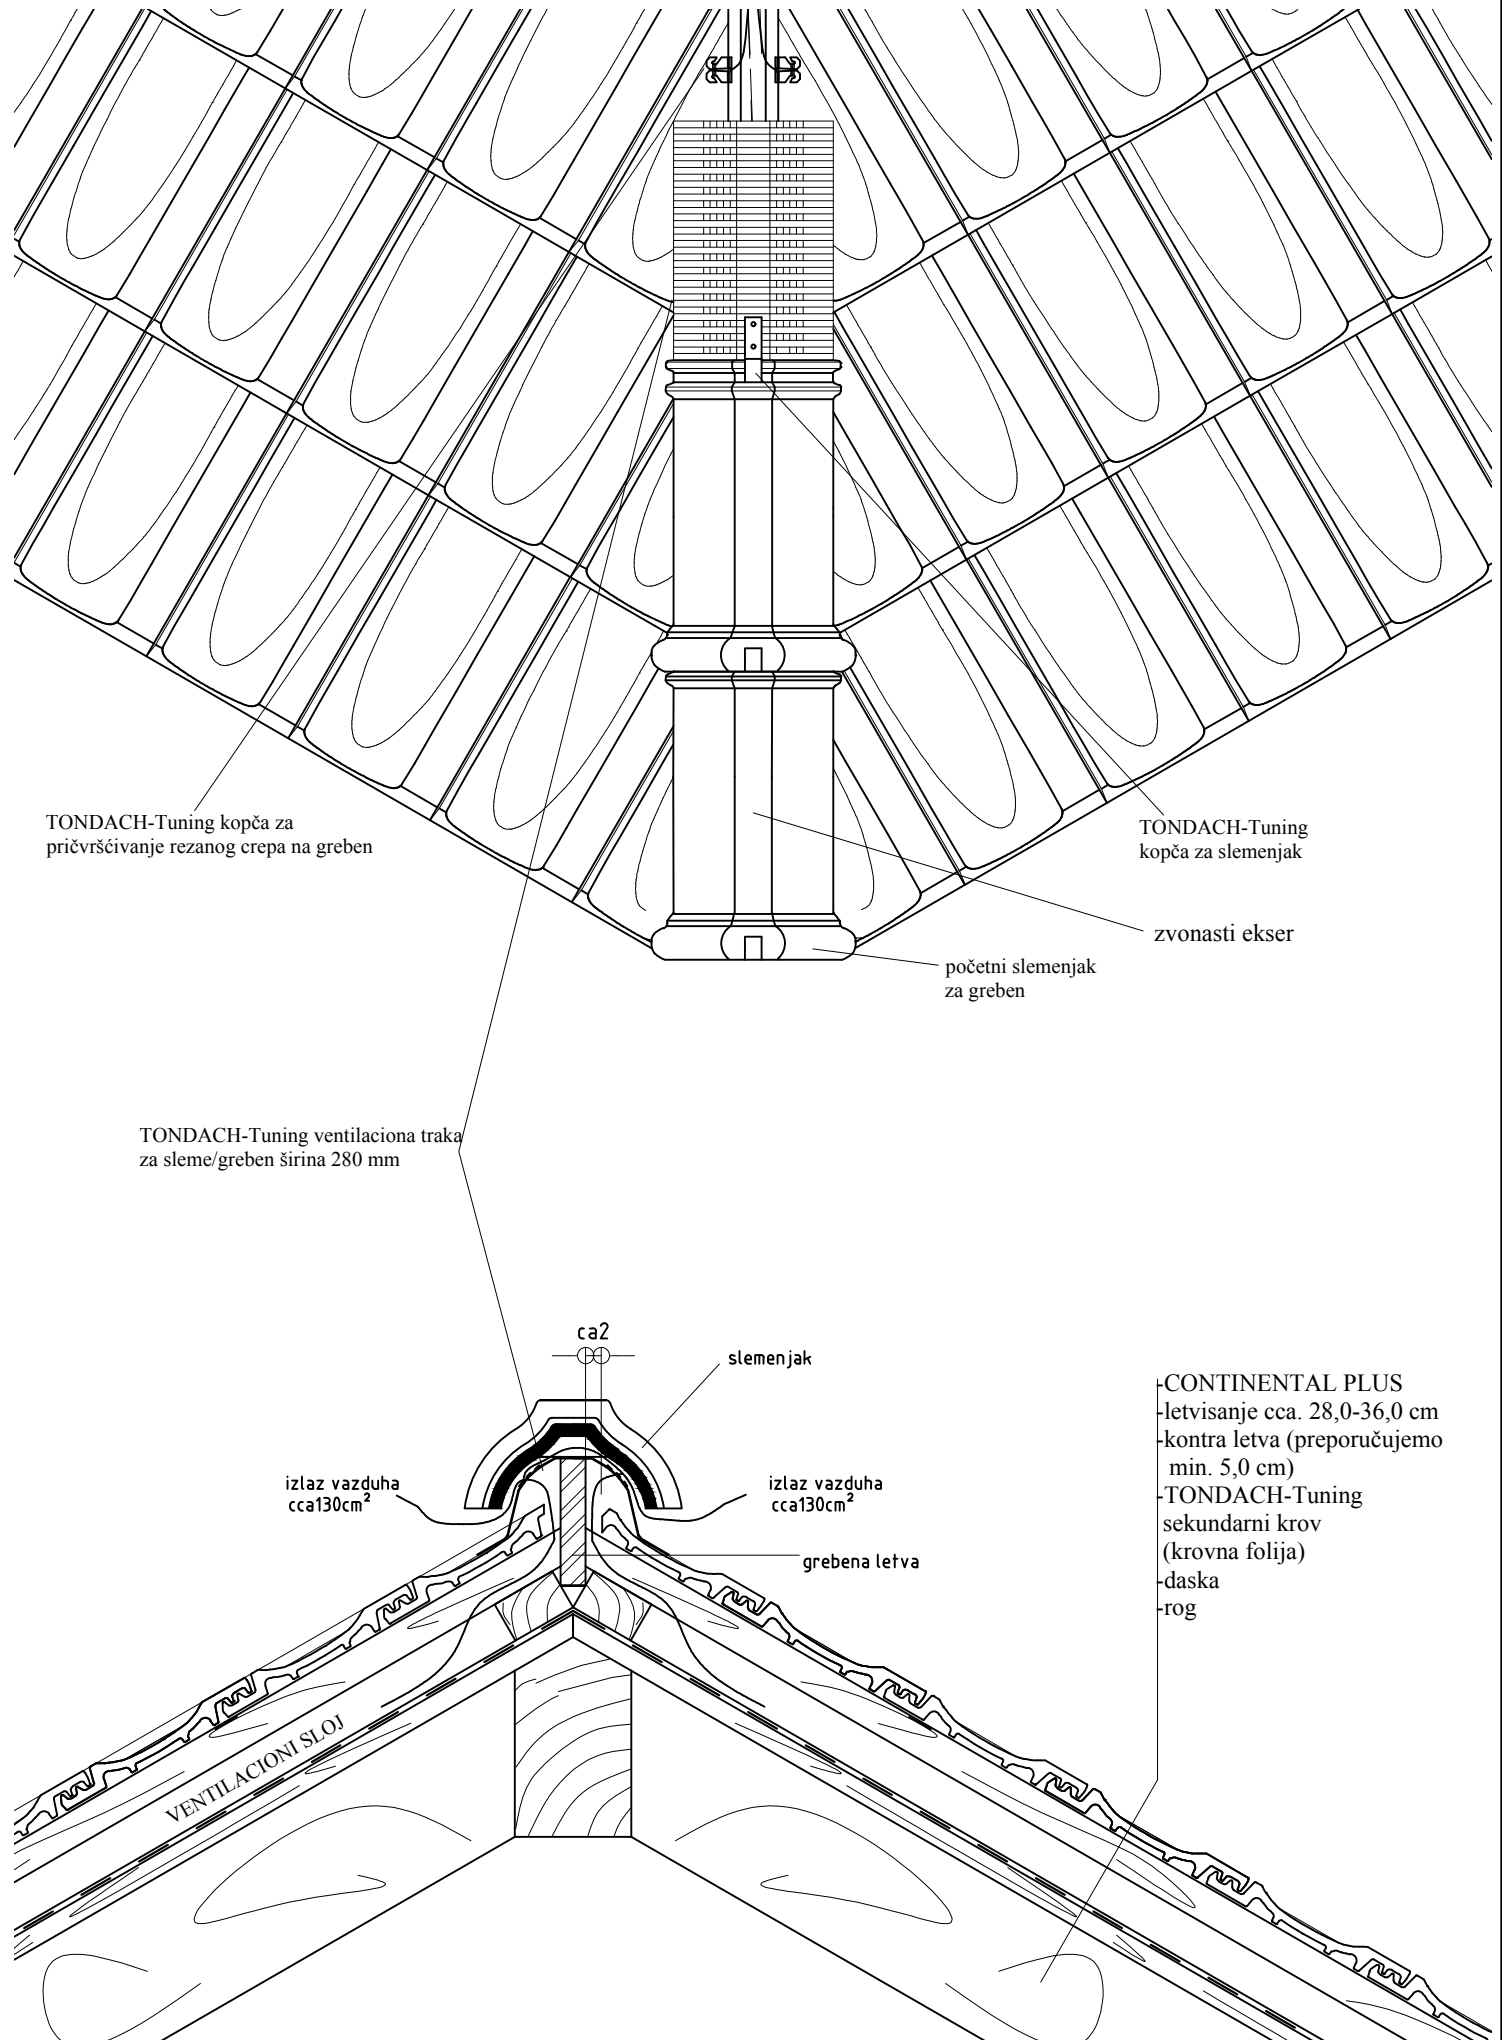 TONDACH-Tuning kopča za
pričvršćivanje rezanog crepa na greben
TONDACH-Tuning
kopča za slemenjak
zvonasti ekser
početni slemenjak
za greben
TONDACH-Tuning ventilaciona traka
za sleme/greben širina 280 mm
ca2
slemenjak
izlaz vazduha
cca130cm²
izlaz vazduha
cca130cm²
grebena letva
-CONTINENTAL PLUS
-letvisanje cca. 28,0-36,0 cm
-kontra letva (preporučujemo
min. 5,0 cm)
-TONDACH-Tuning
sekundarni krov
(krovna folija)
-daska
-rog
VENTILACIONI SLOJ